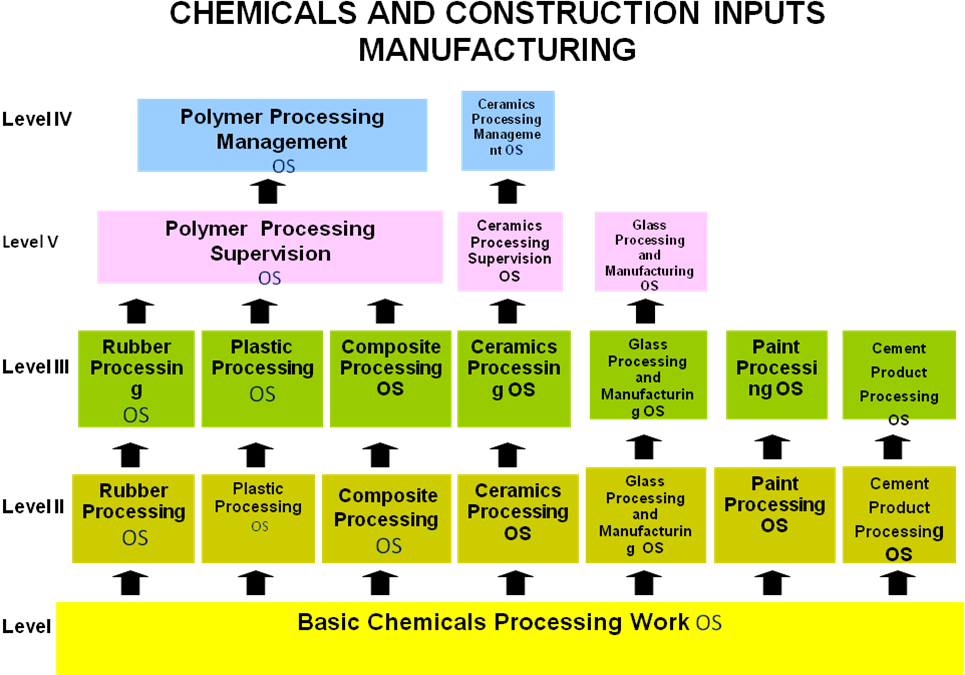 CHEMICALS AND CONSTRUCTION INPUTS
MANUFACTURING
Level IV
Polymer Processing
Management
OS
Ceramics
Processing
Manageme
nt OS
Level V
Polymer Processing
Supervision
OS
Ceramics
Processing
Supervision
OS
Glass
Processing
and
Manufacturing
OS
Level III
Rubber
Processin
g
OS
Plastic
Processing
OS
Composite
Processing
OS
Ceramics
Processin
g OS
Glass
Processing
and
Manufacturin
g OS
Paint
Processi
ng OS
Cement
Product
Processing
OS
Level II
Rubber
Processing
OS
Plastic
Processing
OS
Composite
Processing
OS
Ceramics
Processing
OS
Glass
Processing
and
Manufacturin
g OS
Paint
Processing
OS
Cement
Product
Processing
OS
Level
Basic Chemicals Processing Work OS